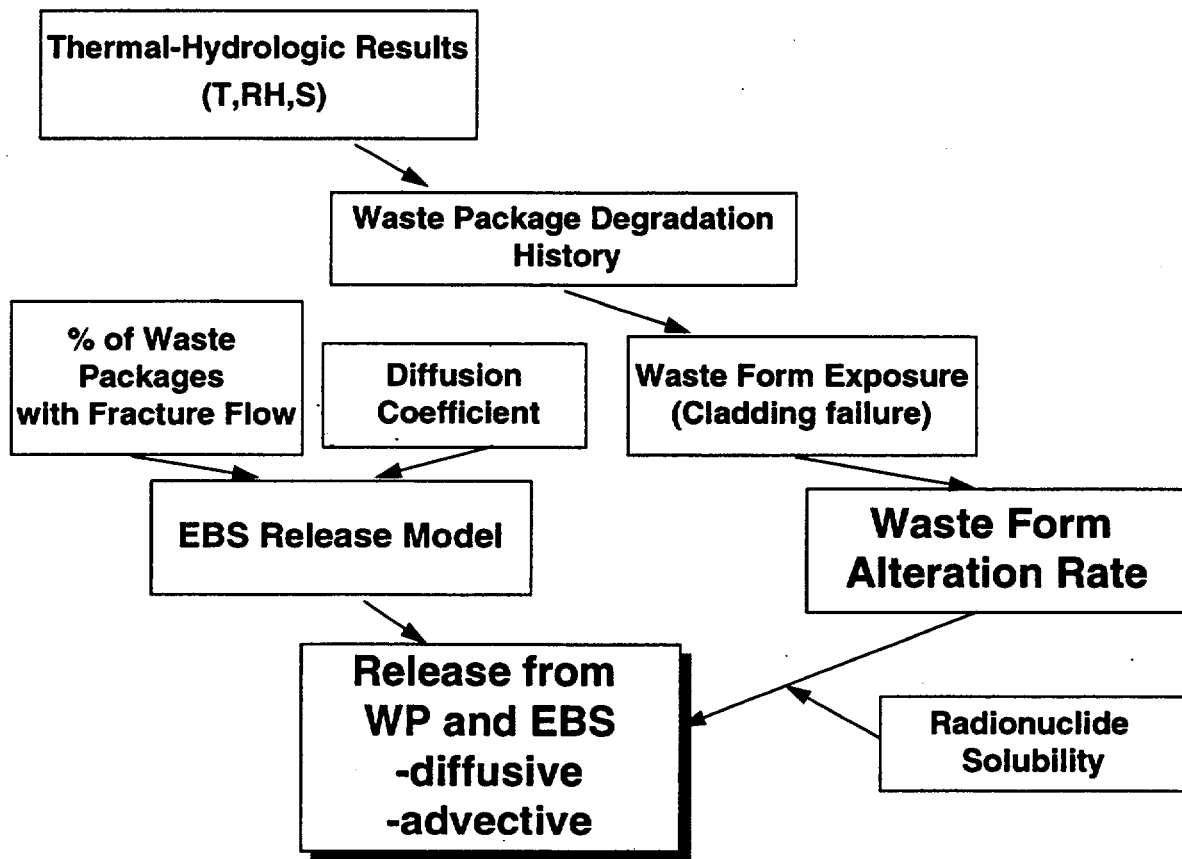 Thermal-Hydrologic Results
(T,RH,S)
Waste Package Degradation
History
% of Waste
Packages
with Fracture Flow
Diffusion
Coefficient
Waste Form Exposure
(Cladding failure)
EBS Release Model
Waste Form
Alteration Rate
Release from
WP and EBS
-diffusive
-advective
Radionuclide
Solubility